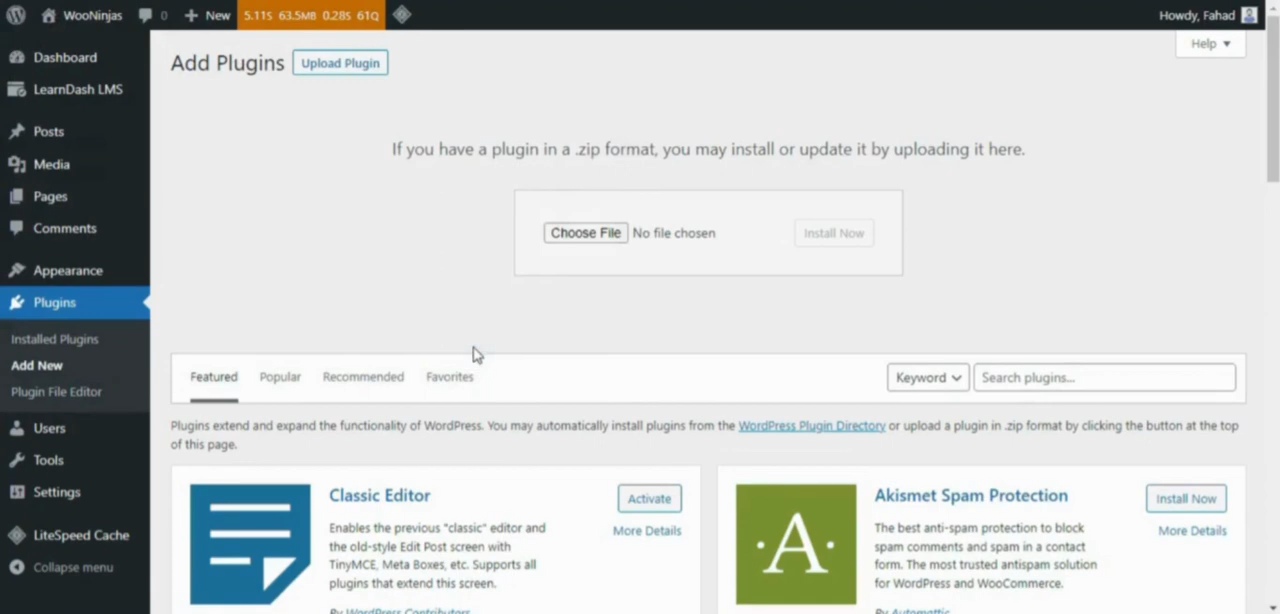 WooNinjas 0 New 5.11S 63.5MB 0.28S 61Q Howdy, Fahad
Help
Add Plugins Upload Plugin
Dashboard
LearnDash LMS
Posts
Media
Pages
Comments
Appearance
Plugins
Installed Plugins
Add New
Plugin File Editor
Users
Tools
Settings
LiteSpeed Cache
Collapse menu
If you have a plugin in a .zip format, you may install or update it by uploading it here.
Choose File No file chosen Install Now
Featured Popular Recommended Favorites Keyword Search plugins...
Plugins extend and expand the functionality of WordPress. You may automatically install plugins from the WordPress Plugin Directory or upload a plugin in .zip format by clicking the button at the top
of this page.
Classic Editor
Activate
More Details
Enables the previous "classic" editor and
the old-style Edit Post screen with
TinyMCE, Meta Boxes, etc. Supports all
plugins that extend this screen.
By WordPress Contributors
·A·
Akismet Spam Protection
Install Now
More Details
The best anti-spam protection to block
spam comments and spam in a contact
form. The most trusted antispam solution
for WordPress and WooCommerce.
By Automattic